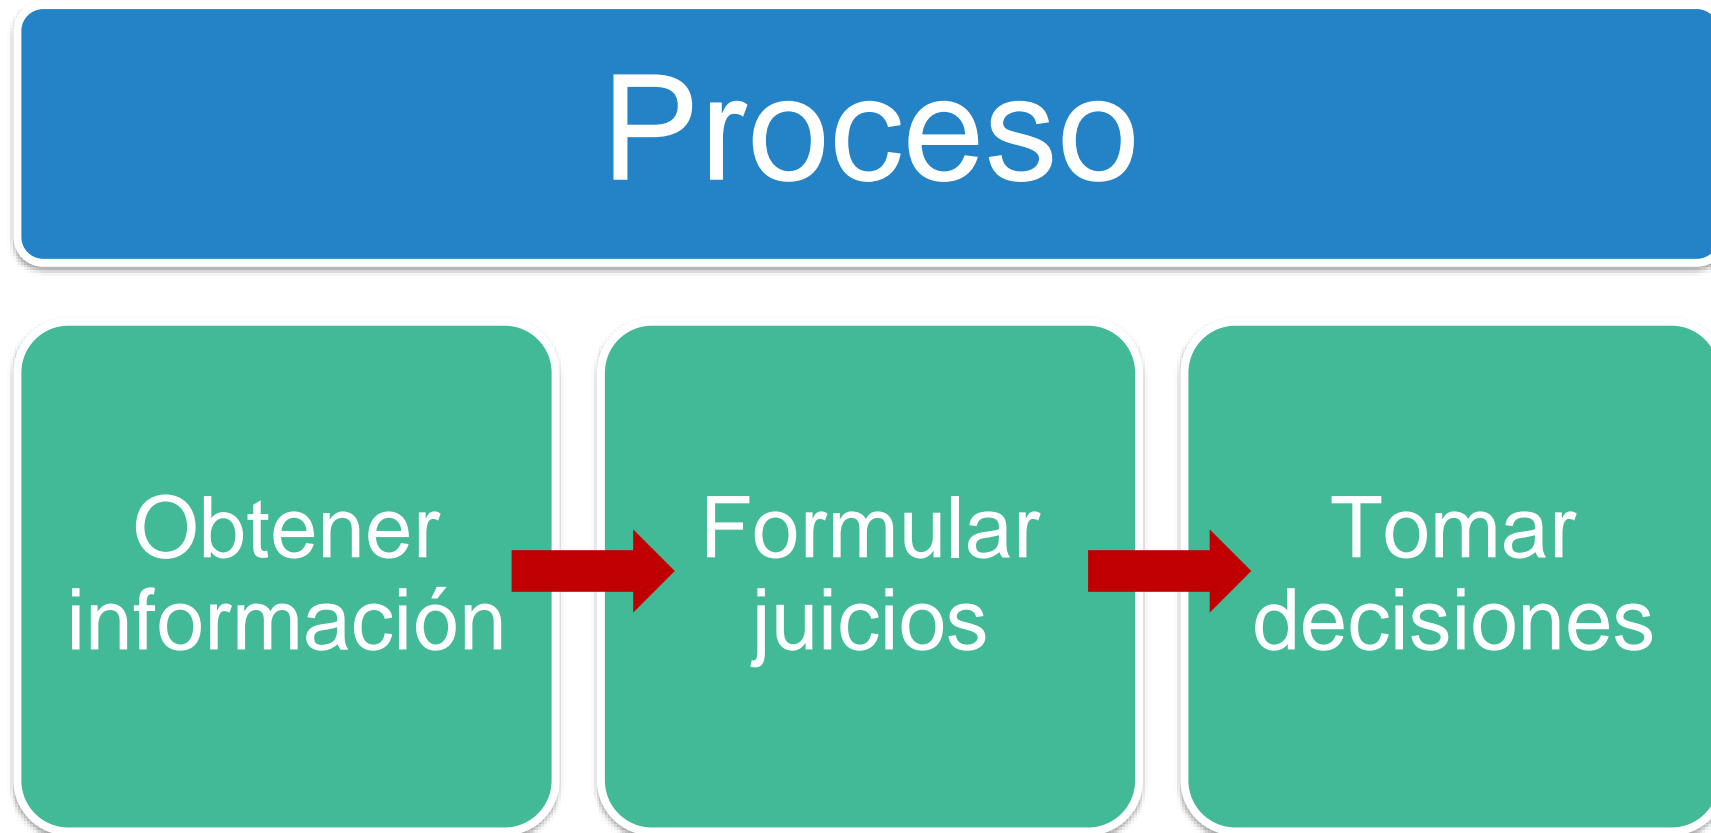 Proceso
Obtener
información
Formular
juicios
Tomar
decisiones